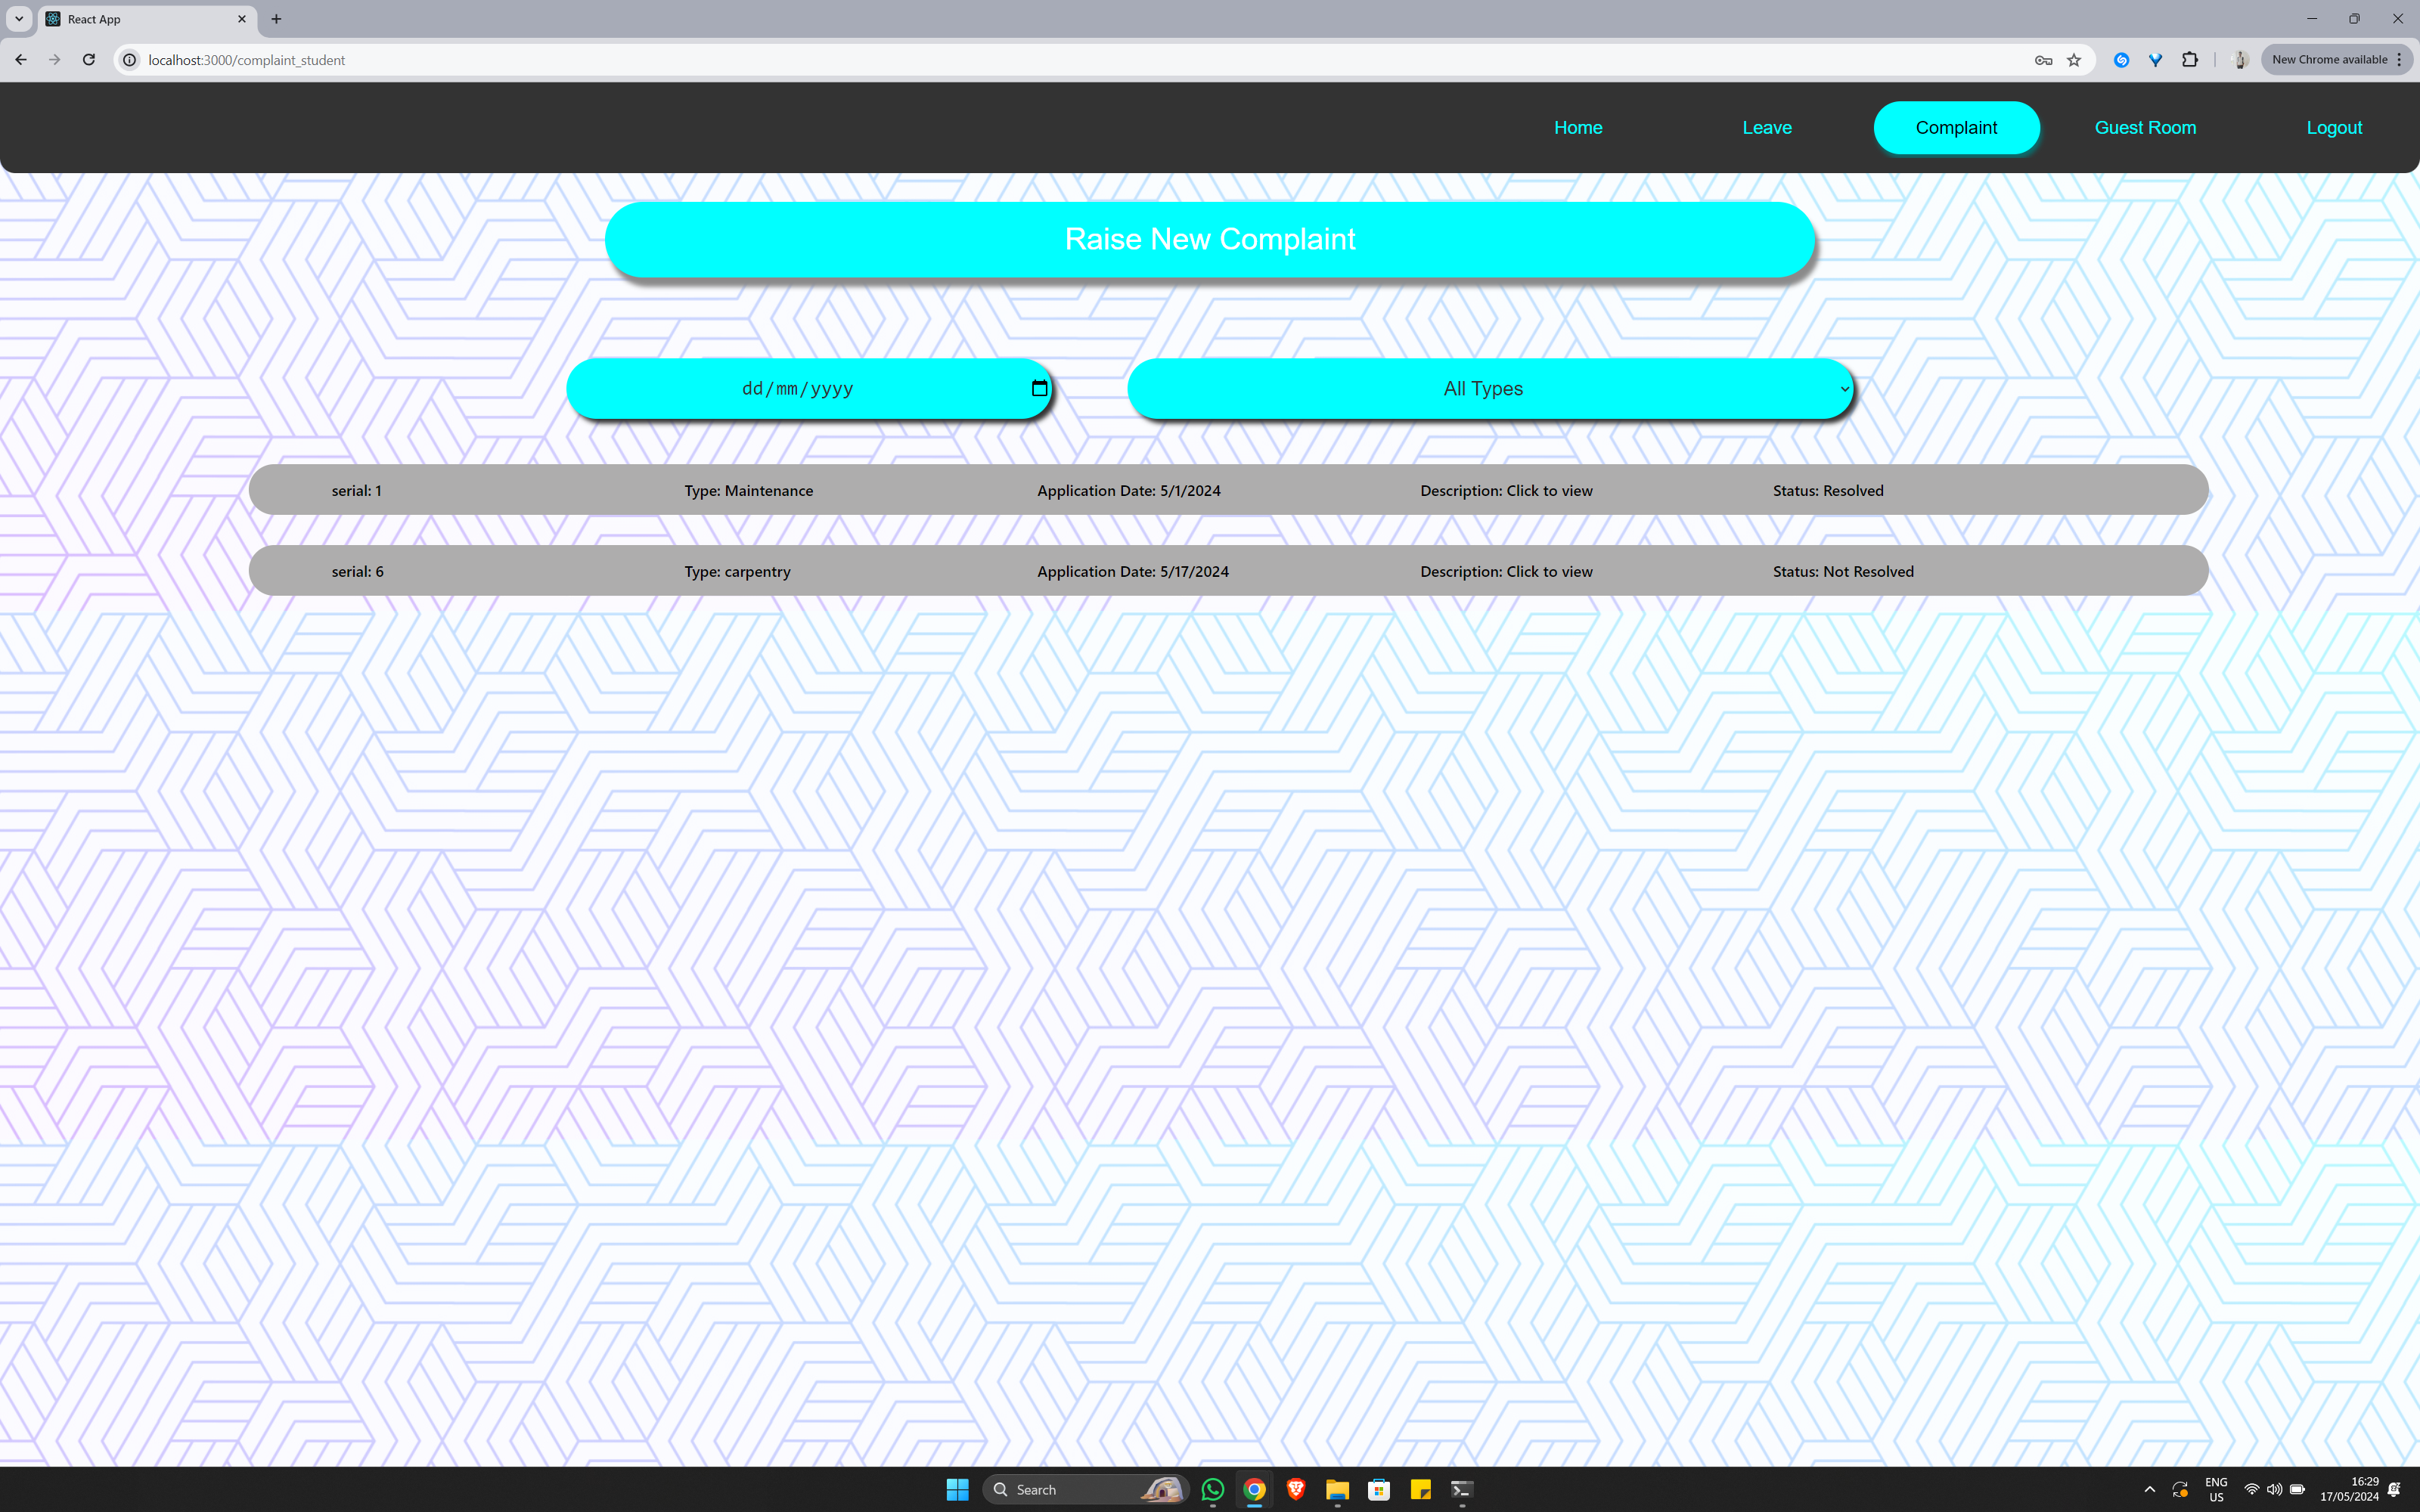 React App
localhost:3000/complaint_student
New Chrome available
Home Leave Complaint Guest Room Logout
Raise New Complaint
dd/mm/yyyy All Types
serial: 1 Type: Maintenance Application Date: 5/1/2024 Description: Click to view Status: Resolved
serial: 6 Type: carpentry Application Date: 5/17/2024 Description: Click to view Status: Not Resolved
Search
ENG
US
16:29
17/05/2024